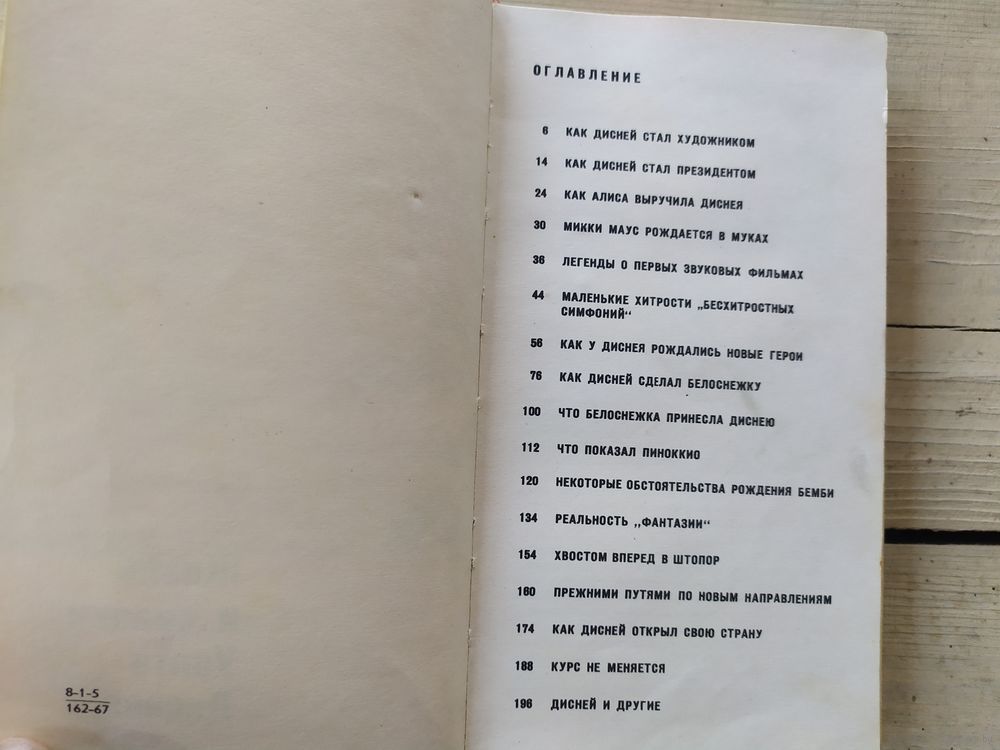 8-1-5
162-67
ОГЛАВЛЕНИЕ
6 КАК ДИСНЕЙ СТАЛ ХУДОЖНИКОМ
14 КАК ДИСНЕЙ СТАЛ ПРЕЗИДЕНТОМ
24 КАК АЛИСА ВЫРУЧИЛА ДИСНЕЯ
30 МИККИ МАУС РОЖДАЕТСЯ В МУКАХ
36 ЛЕГЕНДЫ О ПЕРВЫХ ЗВУКОВЫХ ФИЛЬМАХ
44 МАЛЕНЬКИЕ ХИТРОСТИ „БЕСХИТРОСТНЫХ
СИМФОНИЙ“
56 КАК У ДИСНЕЯ РОЖДАЛИСЬ НОВЫЕ ГЕРОИ
76 КАК ДИСНЕЙ СДЕЛАЛ БЕЛОСНЕЖКУ
100 ЧТО БЕЛОСНЕЖКА ПРИНЕСЛА ДИСНЕЮ
112 ЧТО ПОКАЗАЛ ПИНОККИО
120 НЕКОТОРЫЕ ОБСТОЯТЕЛЬСТВА РОЖДЕНИЯ БЕМБИ
134 РЕАЛЬНОСТЬ „ФАНТАЗИИ“
154 ХВОСТОМ ВПЕРЕД В ШТОПОР
160 ПРЕЖНИМИ ПУТЯМИ ПО НОВЫМ НАПРАВЛЕНИЯМ
174 КАК ДИСНЕЙ ОТКРЫЛ СВОЮ СТРАНУ
188 КУРС НЕ МЕНЯЕТСЯ
196 ДИСНЕЙ И ДРУГИЕ